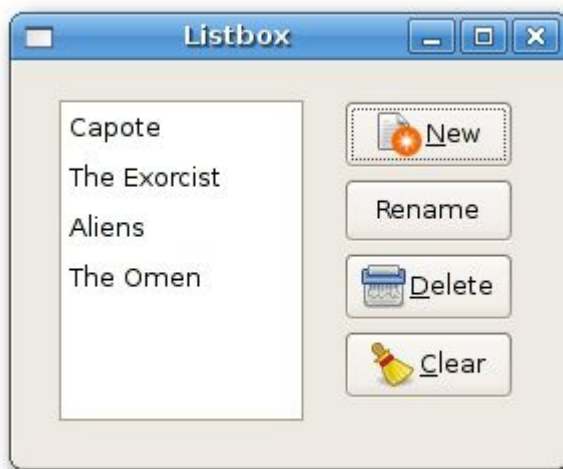 Listbox
Capote
The Exorcist
Aliens
The Omen
New
Rename
Delete
Clear